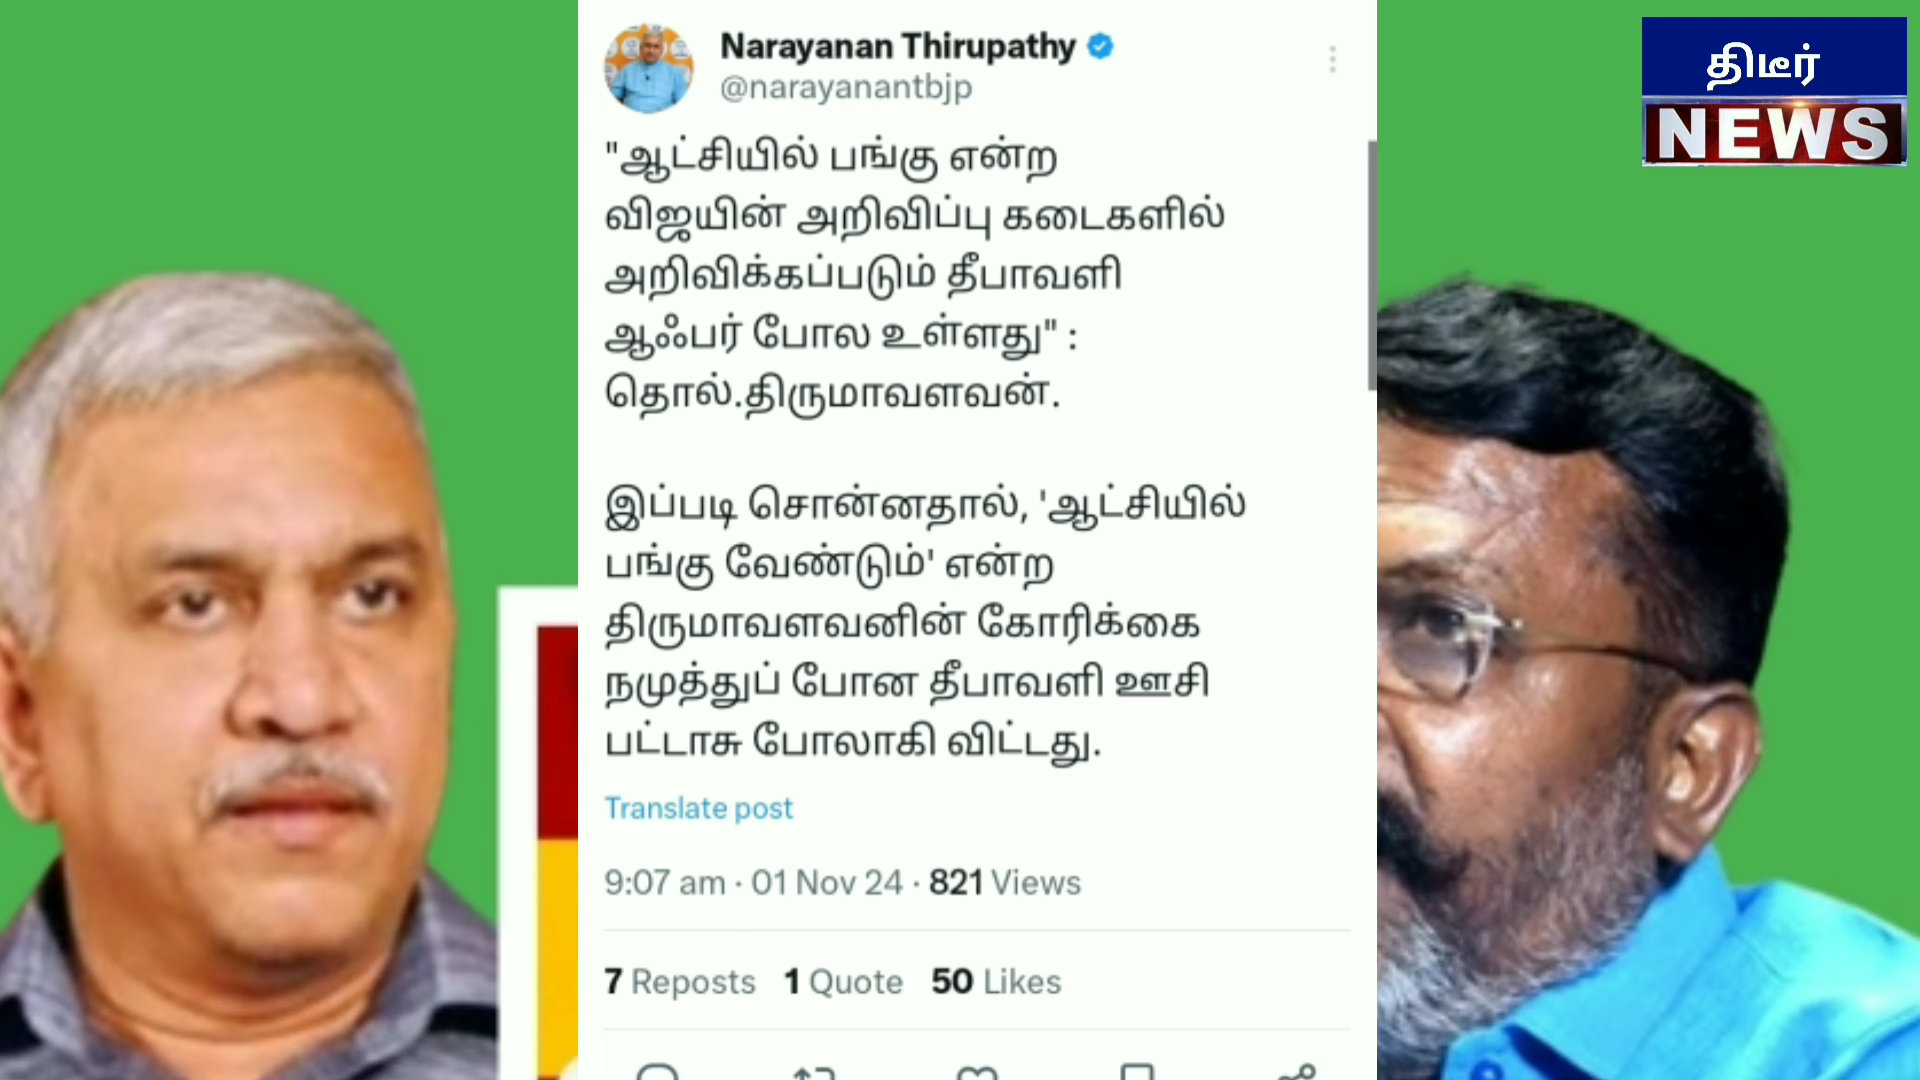 Narayanan Thirupathy
@narayanantbjp
திடீர்
NEWS
"ஆட்சியில் பங்கு என்ற
விஜயின் அறிவிப்பு கடைகளில்
அறிவிக்கப்படும் தீபாவளி
ஆஃபர் போல உள்ளது" :
தொல்.திருமாவளவன்.
இப்படி சொன்னதால், 'ஆட்சியில்
பங்கு வேண்டும்' என்ற
திருமாவளவனின் கோரிக்கை
நமுத்துப் போன தீபாவளி ஊசி
பட்டாசு போலாகி விட்டது.
Translate post
9:07 am · 01 Nov 24 · 821 Views
7 Reposts 1 Quote 50 Likes